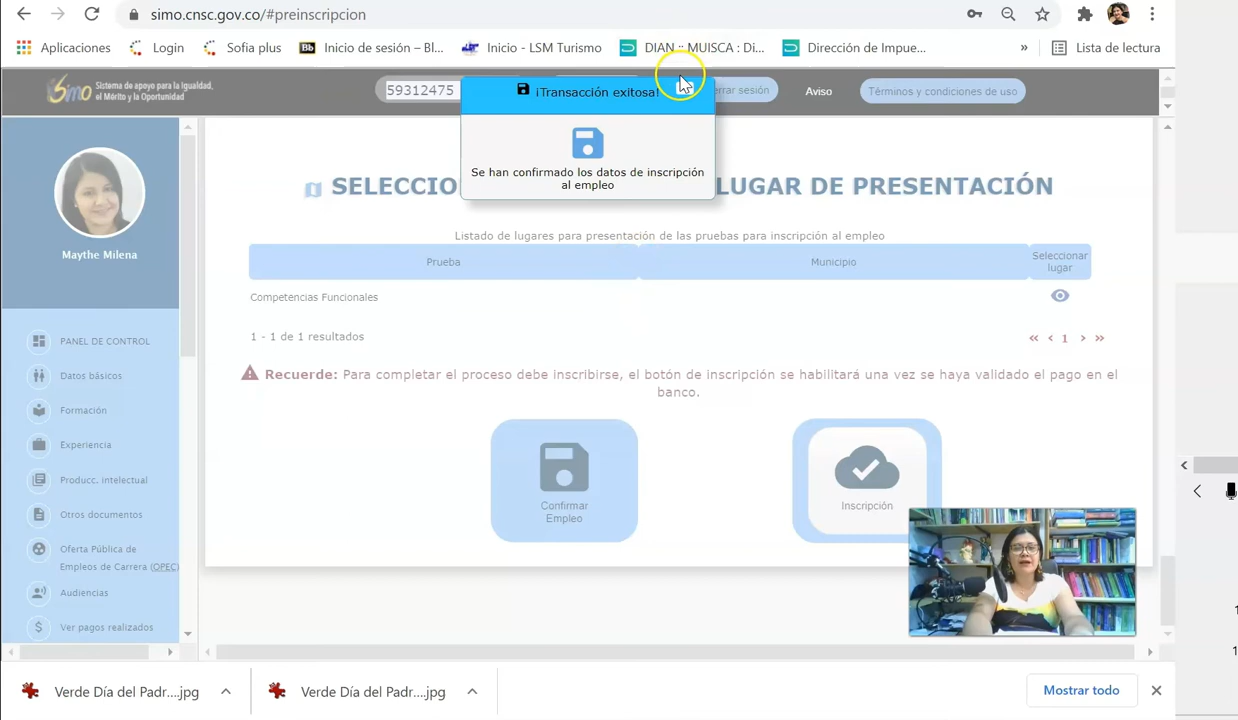 simo.cnsc.gov.co/#preinscripcion
Aplicaciones
Login
Sofia plus
Bb
Inicio de sesión – Bl...
Inicio - LSM Turismo
DIAN :: MUISCA : Di...
Dirección de Impue...
»
Lista de lectura
Simo
Sistema de apoyo para la Igualdad,
el Mérito y la Oportunidad
59312475
¡Transacción exitosa!
errar sesión
Aviso
Términos y condiciones de uso
Se han confirmado los datos de inscripción
al empleo
Maythe Milena
SELECCIO LUGAR DE PRESENTACIÓN
Listado de lugares para presentación de las pruebas para inscripción al empleo
Prueba
Municipio
Seleccionar
lugar
Competencias Funcionales
1 - 1 de 1 resultados
« ‹ 1 › »
Recuerde: Para completar el proceso debe inscribirse, el botón de inscripción se habilitará una vez se haya validado el pago en el
banco.
Confirmar
Empleo
Inscripción
PANEL DE CONTROL
Datos básicos
Formación
Experiencia
Producc. intelectual
Otros documentos
Oferta Pública de
Empleos de Carrera (OPEC)
Audiencias
$ Ver pagos realizados
Verde Día del Padr....jpg
Verde Día del Padr....jpg
Mostrar todo
1
1